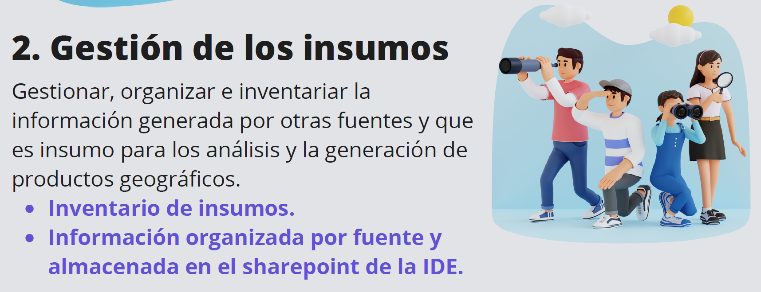 2. Gestión de los insumos
Gestionar, organizar e inventariar la
información generada por otras fuentes y que
es insumo para los análisis y la generación de
productos geográficos.
• Inventario de insumos.
• Información organizada por fuente y
almacenada en el sharepoint de la IDE.